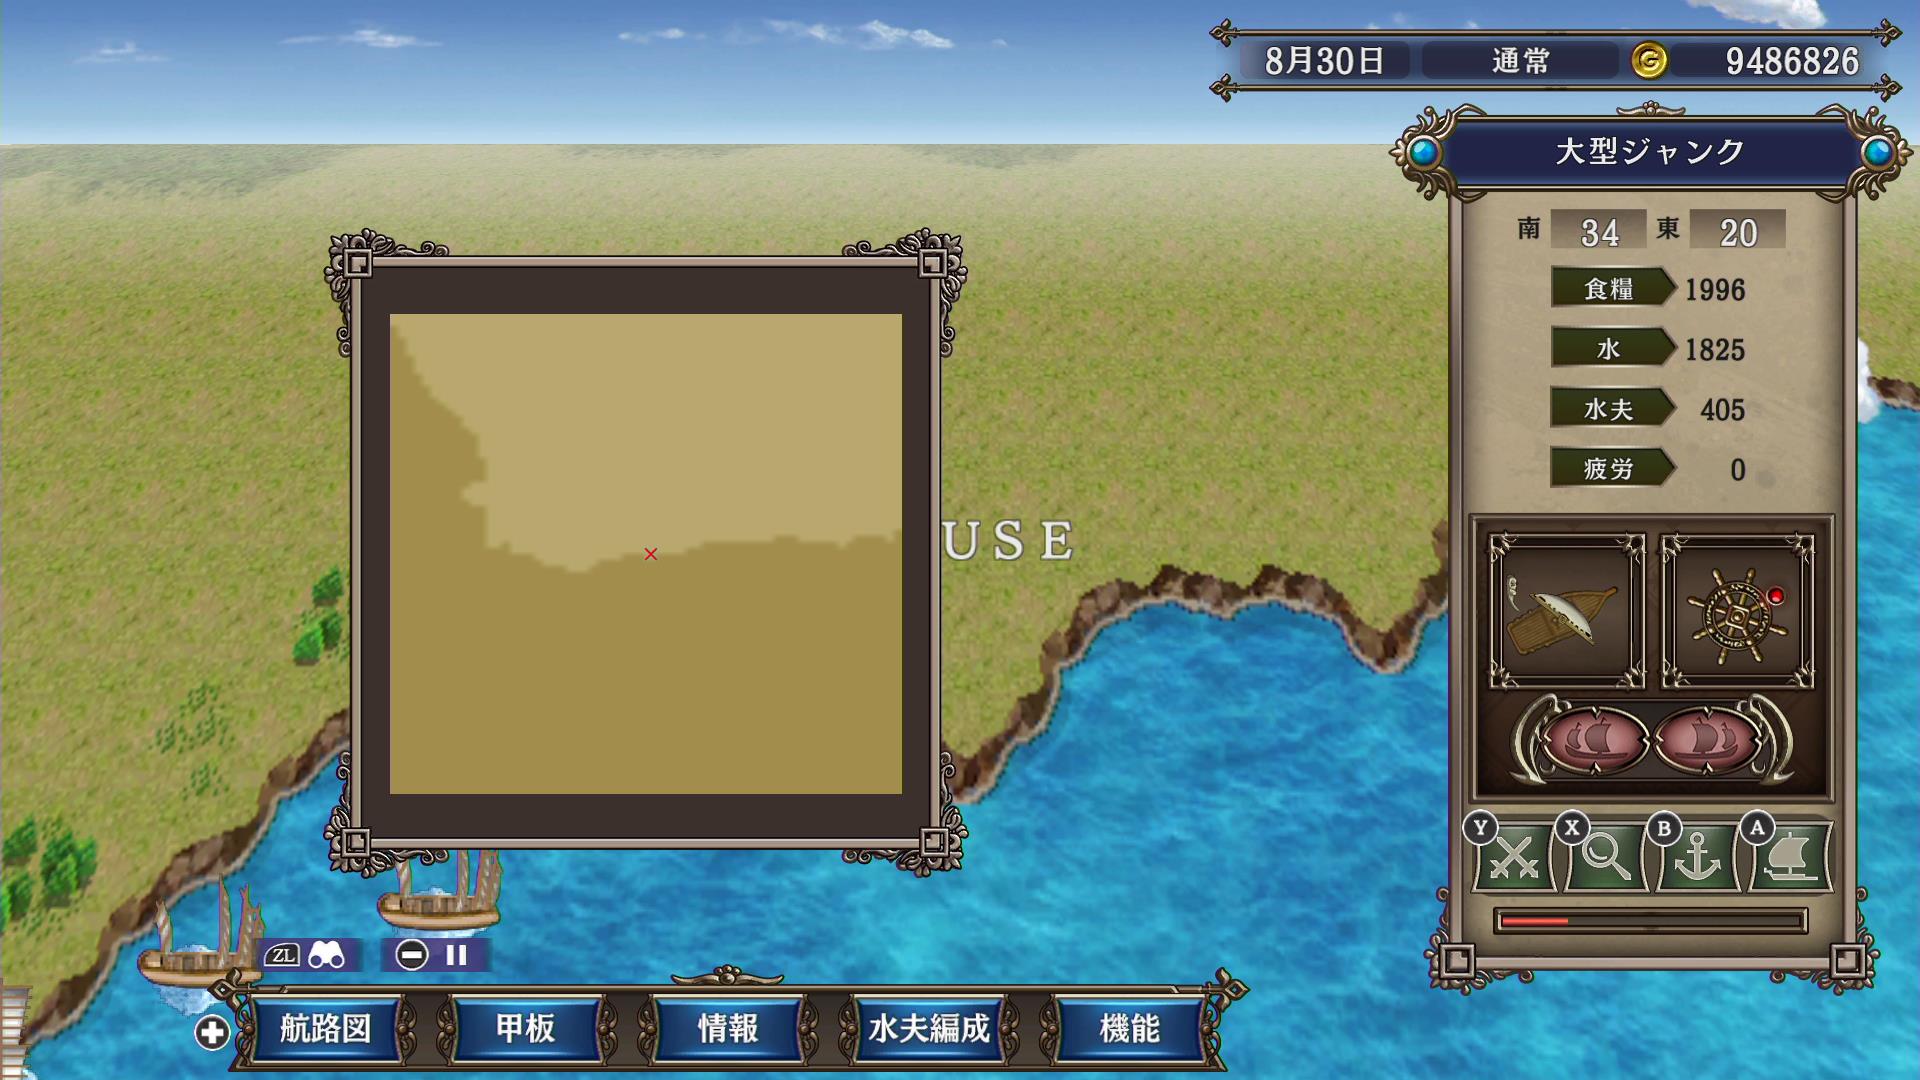 8月30日 通常 G 9486826
大型ジャンク
南 34 東 20
食糧 1996
水 1825
水夫 405
疲労 0
USE
Y X B A
ZL
航路図 甲板 情報 水夫編成 機能